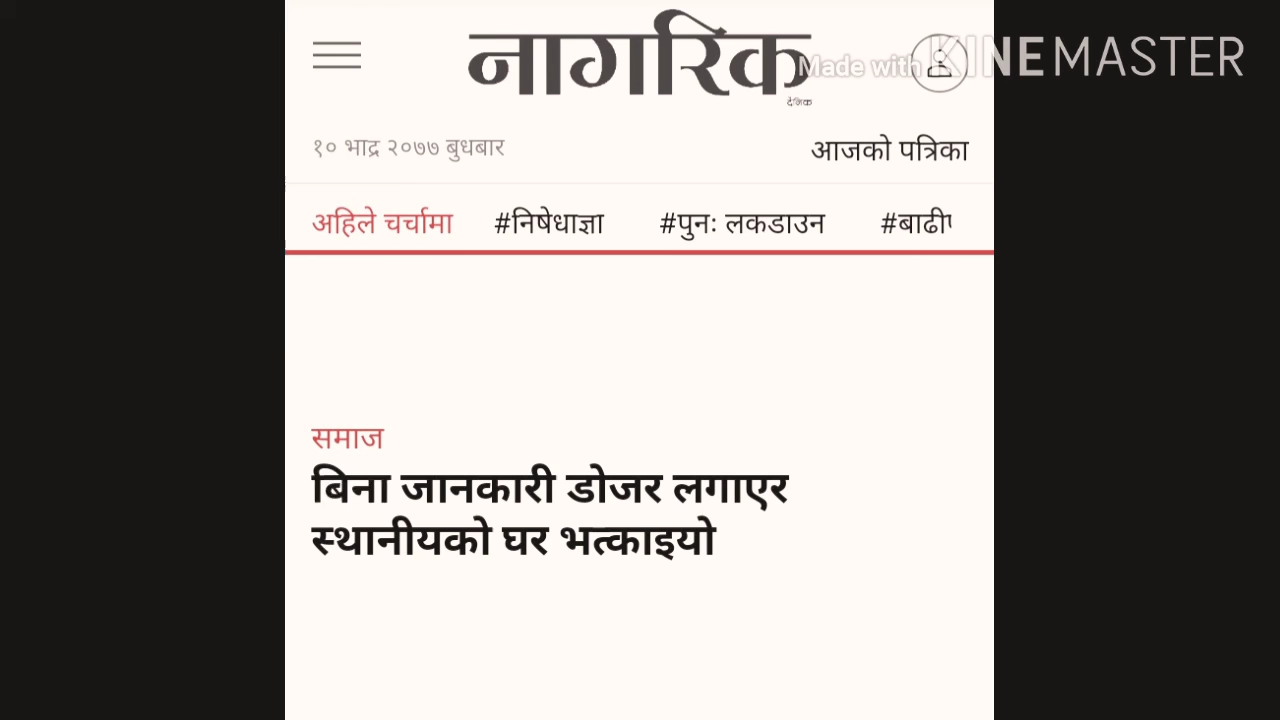 नागरिक
दैनिक
Made with KINEMASTER
१० भाद्र २०७७ बुधबार
आजको पत्रिका
अहिले चर्चामा #निषेधाज्ञा #पुनः लकडाउन #बाढी
समाज
बिना जानकारी डोजर लगाएर
स्थानीयको घर भत्काइयो